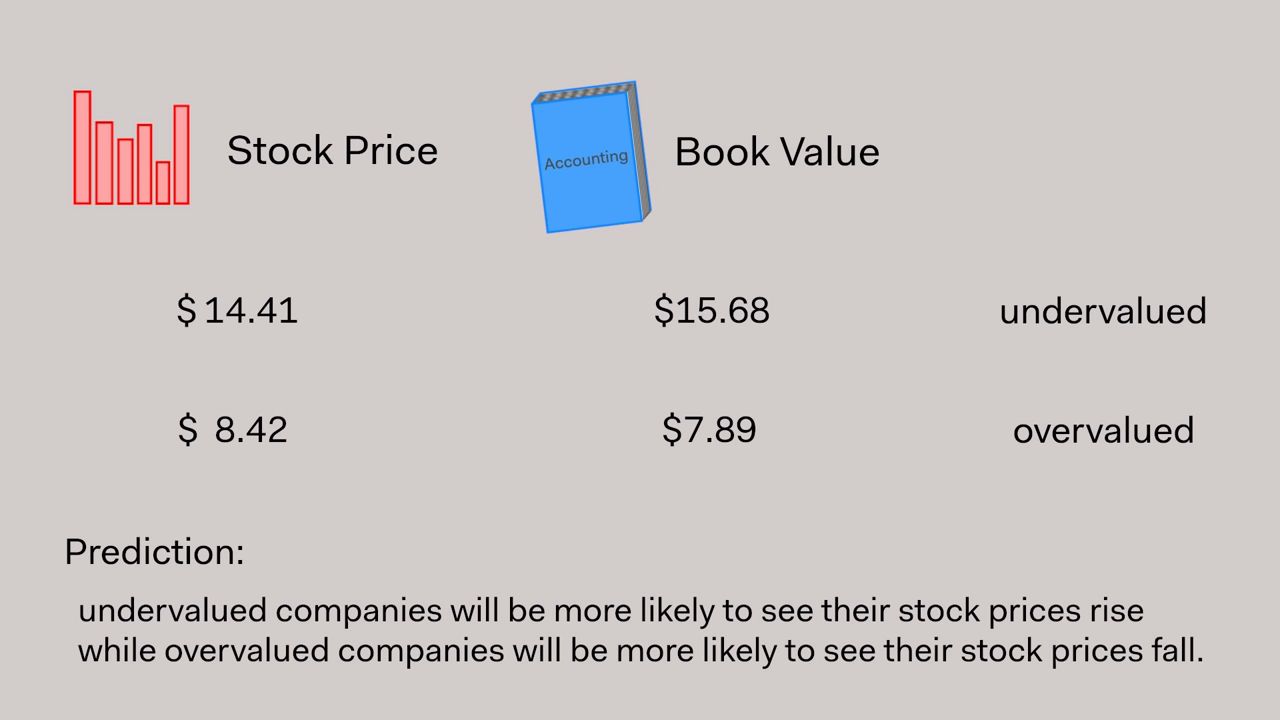 Stock Price
Accounting
Book Value
$ 14.41 $15.68 undervalued
$ 8.42 $7.89 overvalued
Prediction:
undervalued companies will be more likely to see their stock prices rise
while overvalued companies will be more likely to see their stock prices fall.